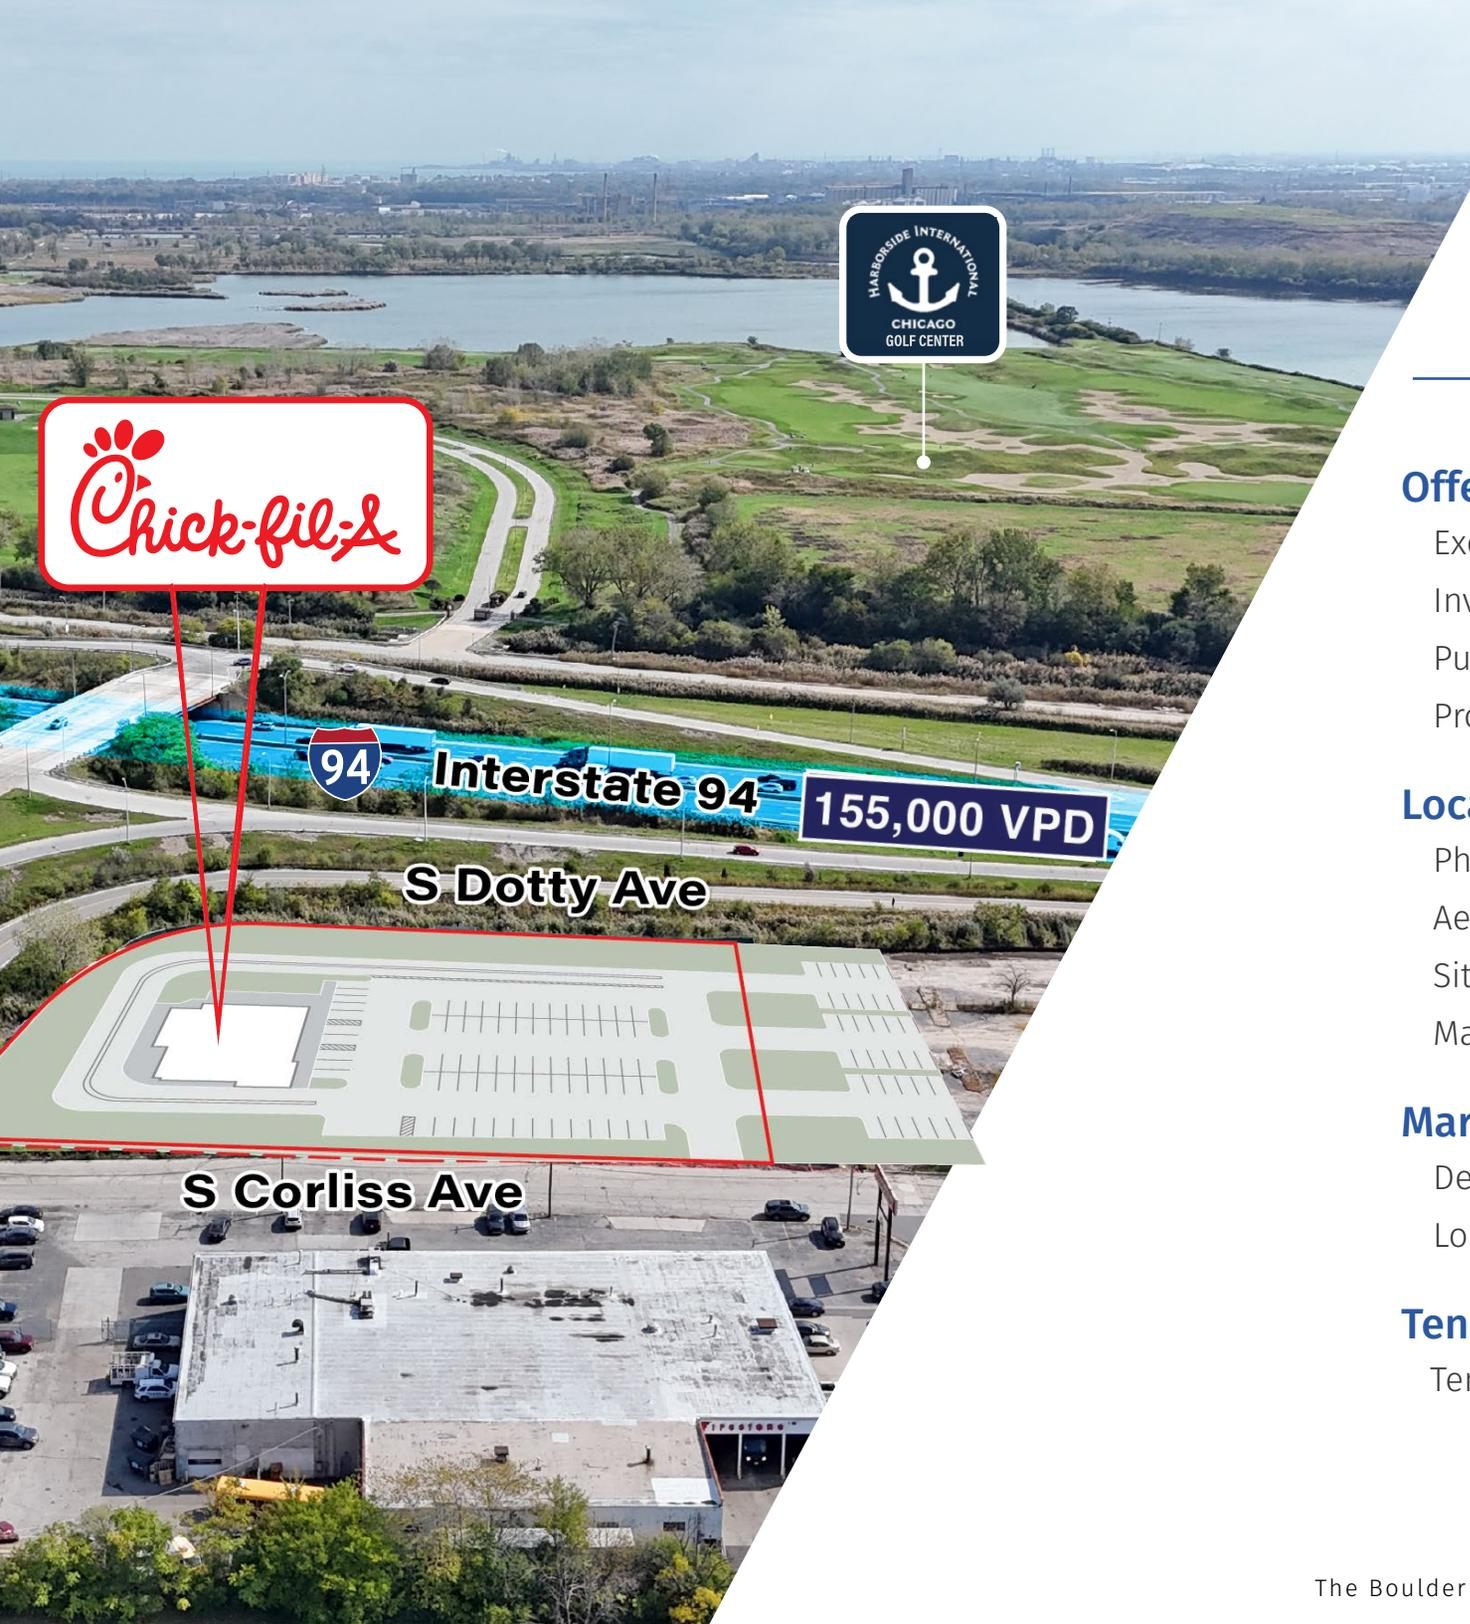 HARBORSIDE INTERNATIONAL
CHICAGO
GOLF CENTER
Chick-fil-A
94
Interstate 94
155,000 VPD
S Dotty Ave
S Corliss Ave
Firestone
Offe
Exe
Inv
Pu
Pro
Loca
Ph
Ae
Sit
Ma
Mar
De
Lo
Ten
Ter
The Boulder